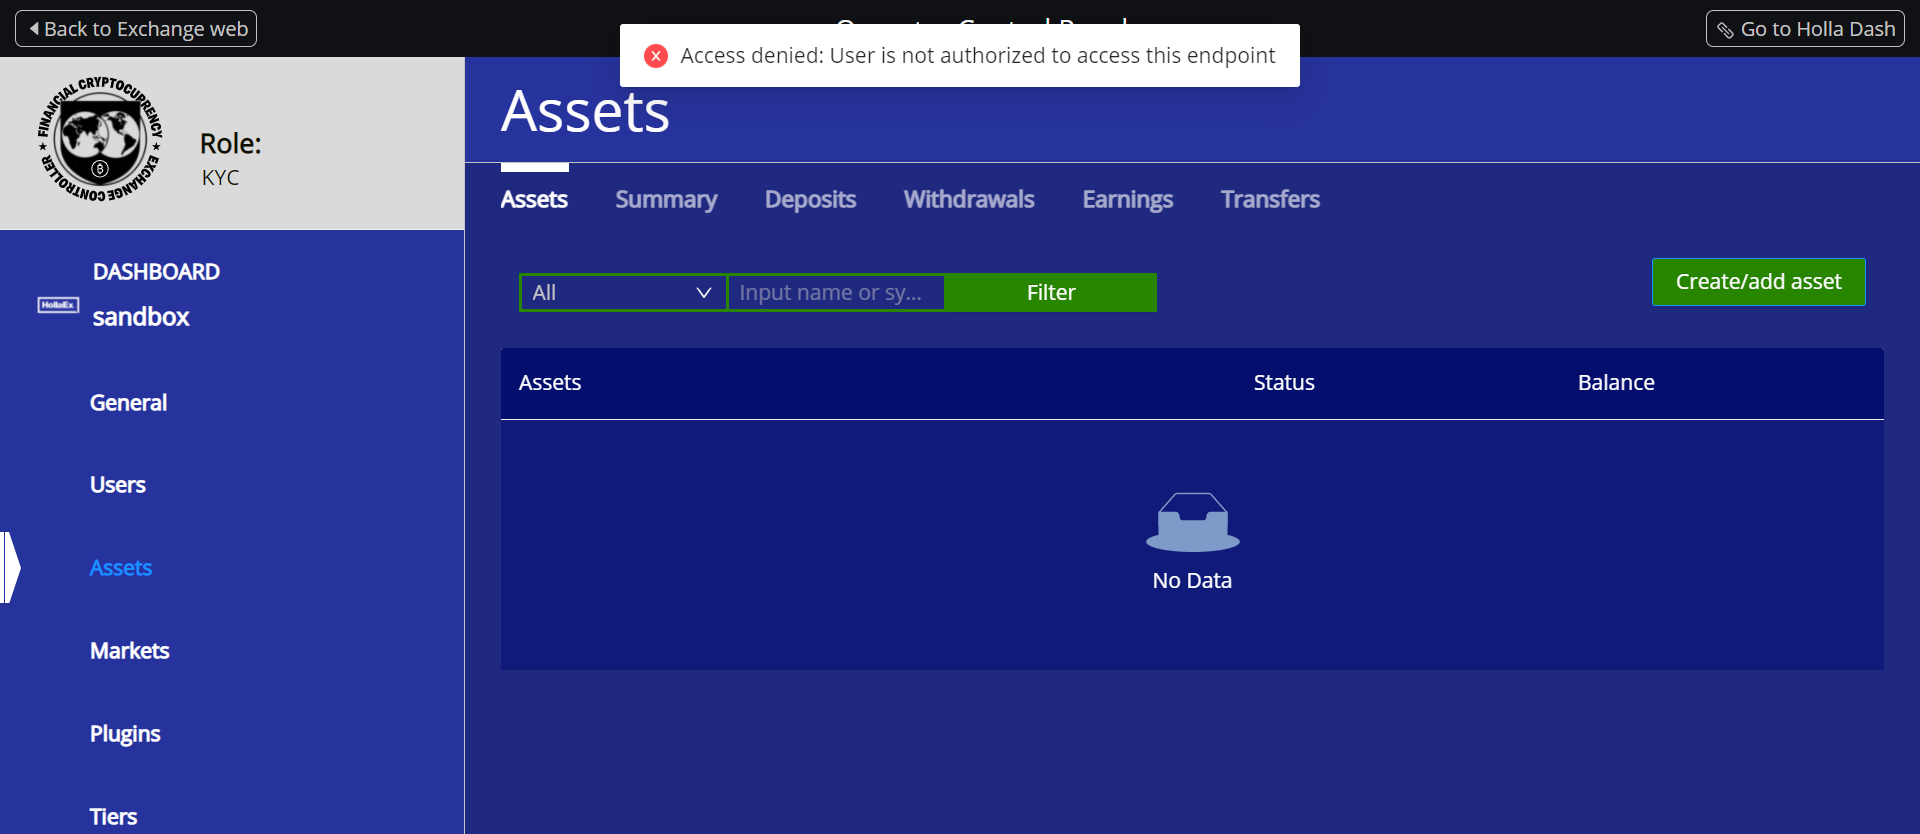 Back to Exchange web
Go to Holla Dash
Access denied: User is not authorized to access this endpoint
FINANCIAL CRYPTOCURRENCY
EXCHANGE CONTROLLER
Role:
KYC
Assets
DASHBOARD
HollaEx
sandbox
General
Users
Assets
Markets
Plugins
Tiers
Assets Summary Deposits Withdrawals Earnings Transfers
All Input name or sy... Filter
Create/add asset
Assets Status Balance
No Data